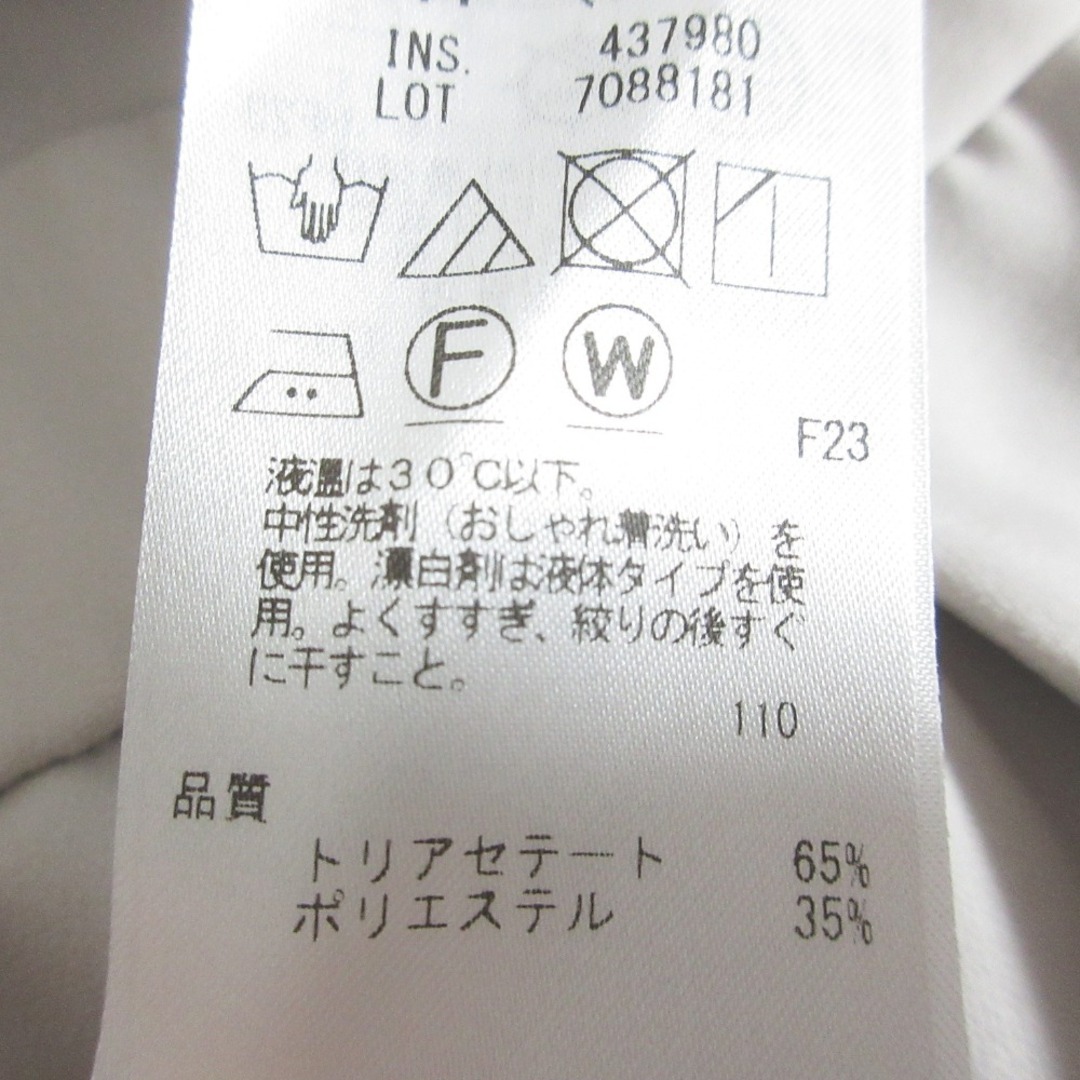 INS. 437980
LOT 7088181
F
W
F23
液温は30℃以下。
中性洗剤(おしゃれ着洗い)を
使用。漂白剤は液体タイプを使
用。よくすすぎ、絞りの後すぐ
に干すこと。
110
品質
トリアセテート 65%
ポリエステル 35%